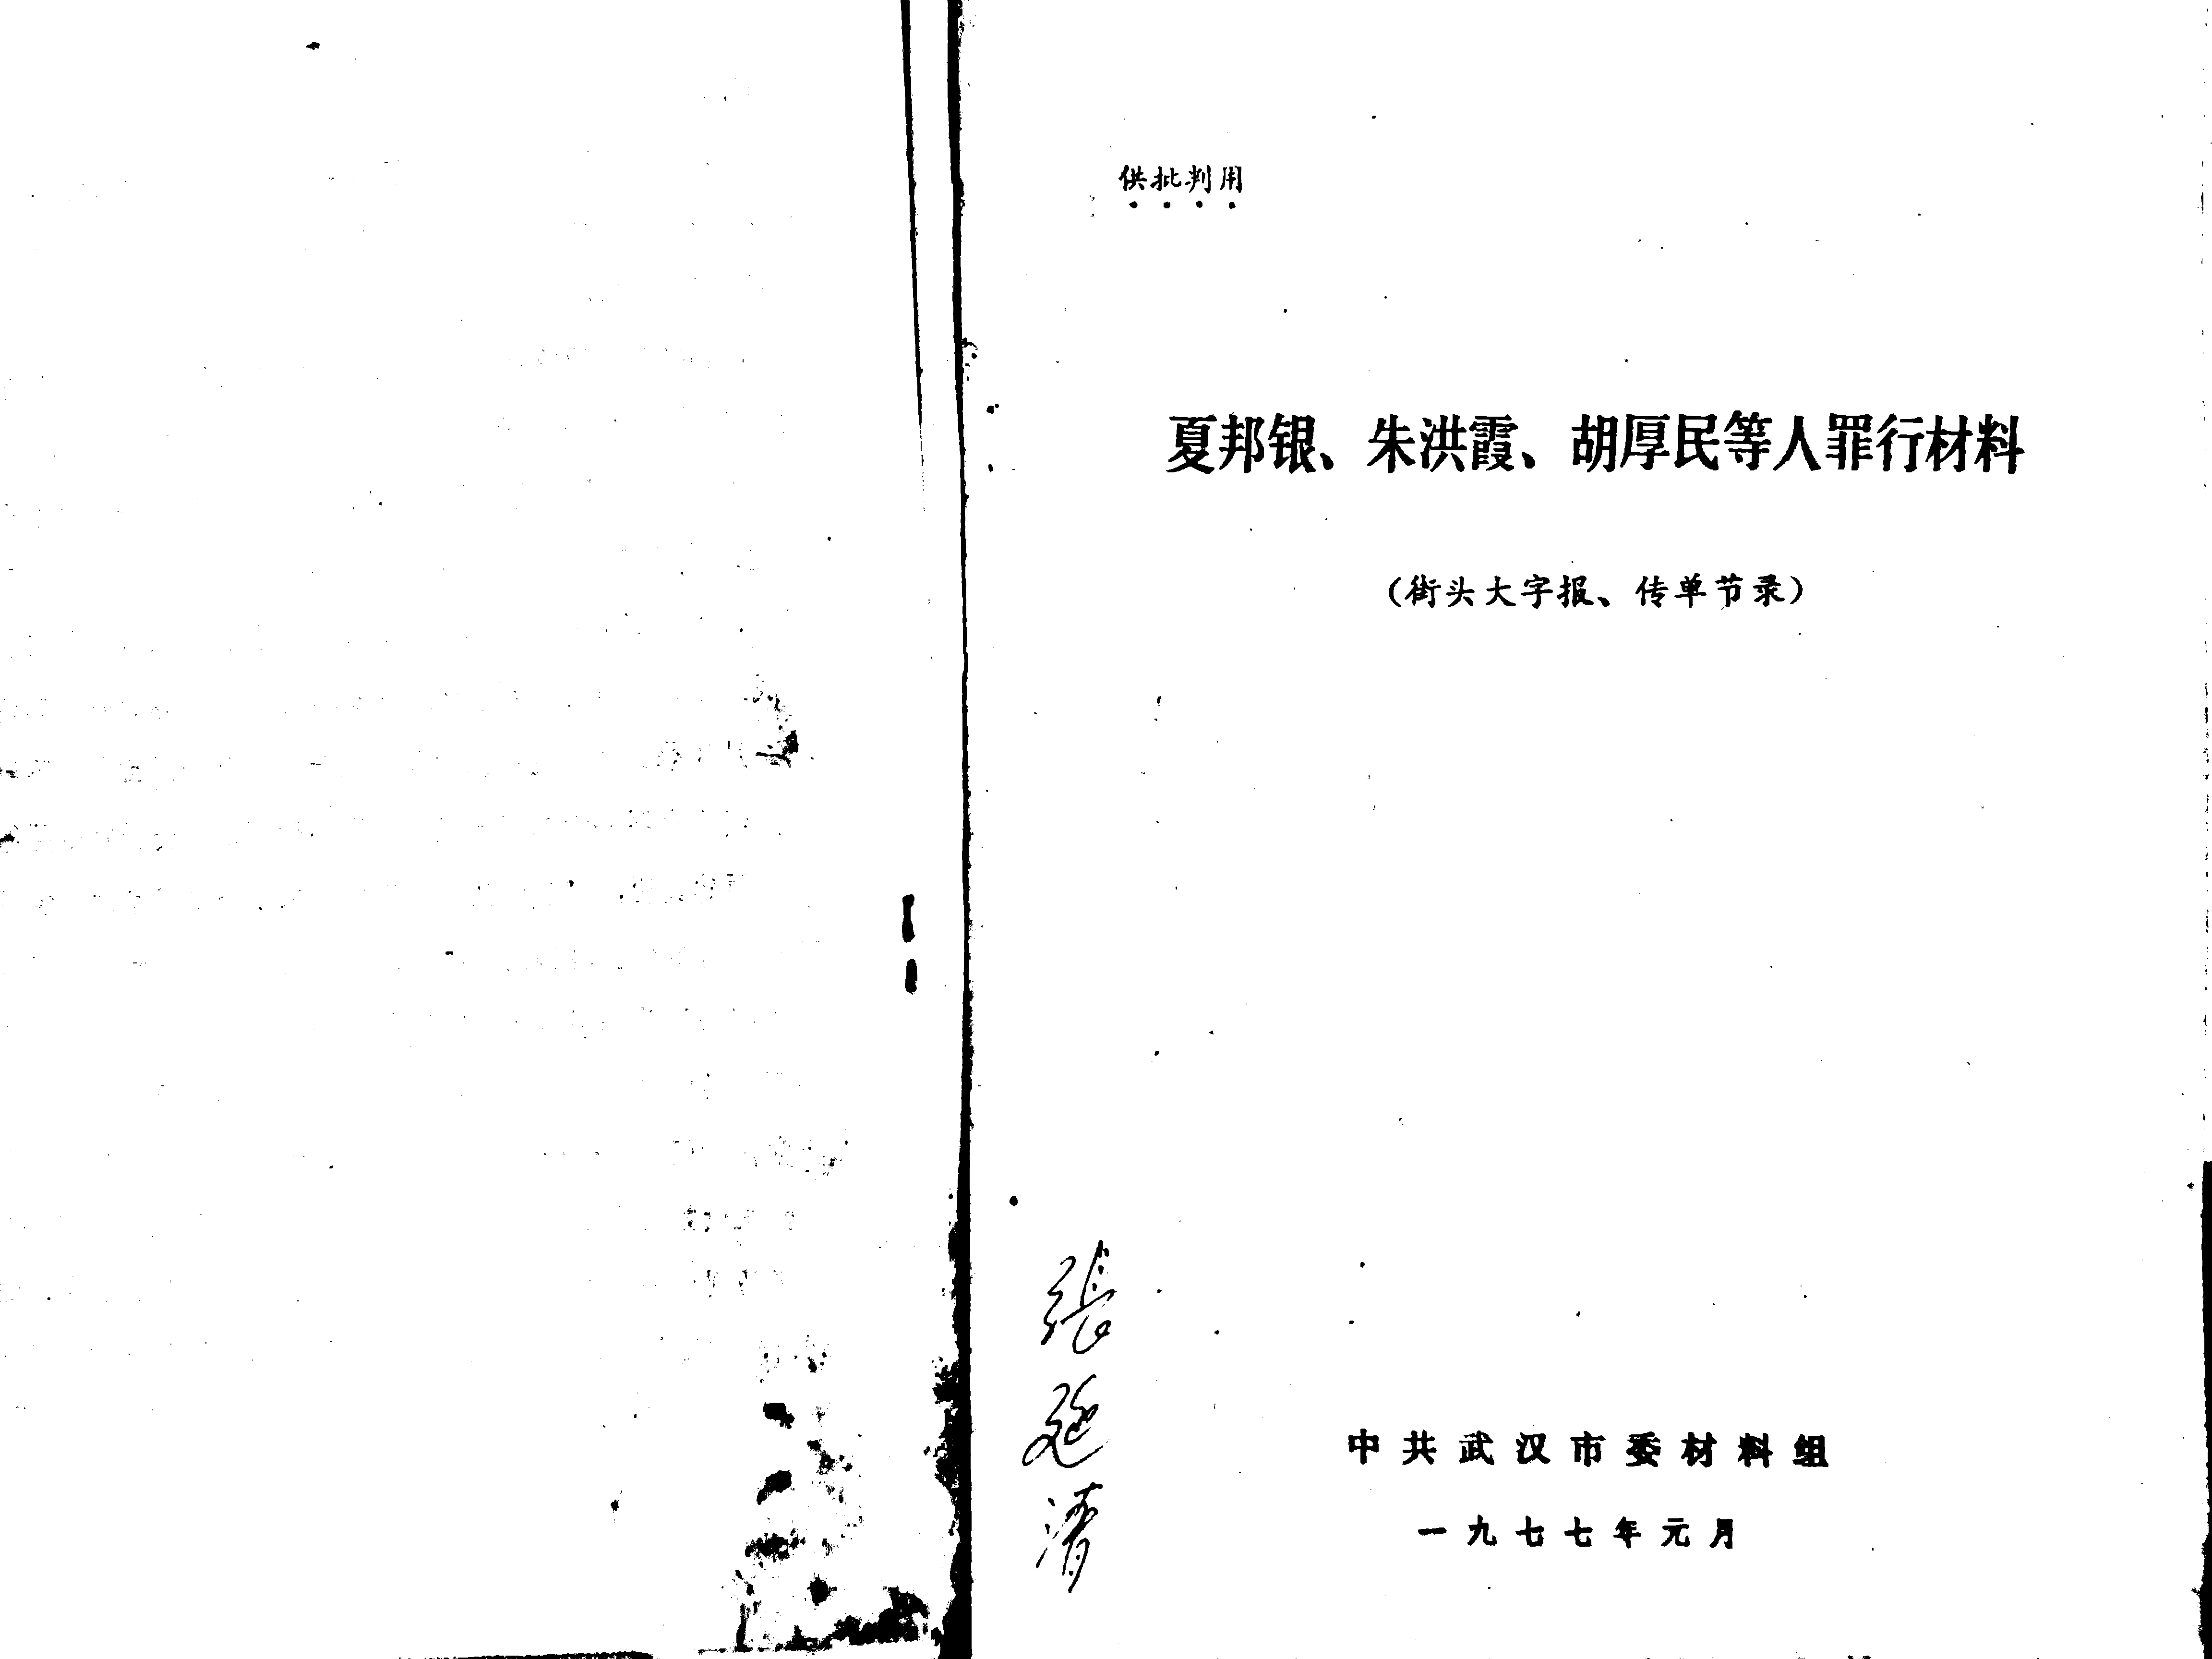 供批判用
夏邦银、朱洪霞、胡厚民等人罪行材料
（街头大字报、传单节录）
張延清
中共武汉市委材料组
一九七七年元月